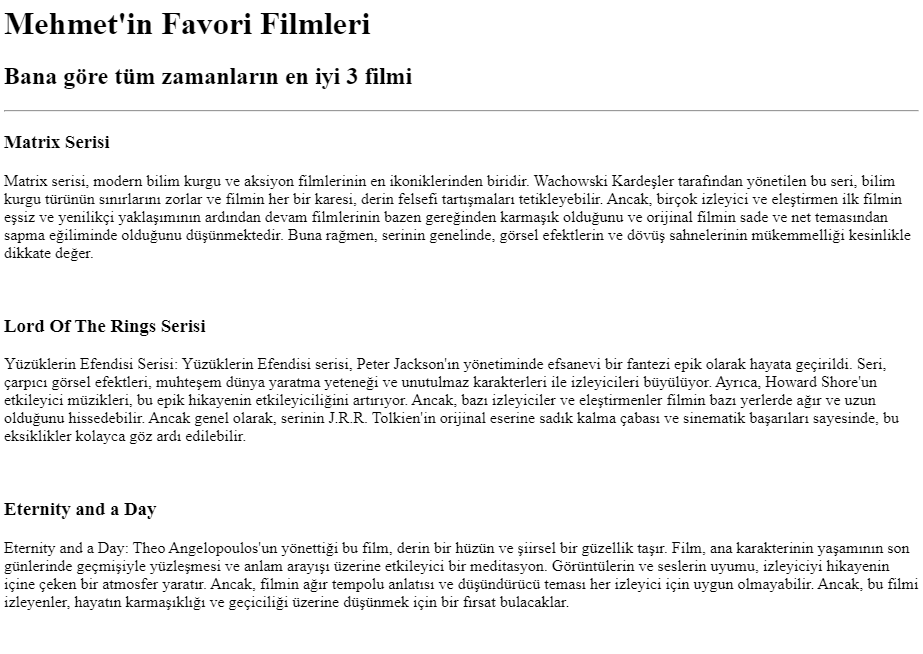 Mehmet'in Favori Filmleri
Bana göre tüm zamanların en iyi 3 filmi
Matrix Serisi
Matrix serisi, modern bilim kurgu ve aksiyon filmlerinin en ikoniklerinden biridir. Wachowski Kardeşler tarafından yönetilen bu seri, bilim
kurgu türünün sınırlarını zorlar ve filmin her bir karesi, derin felsefi tartışmaları tetikleyebilir. Ancak, birçok izleyici ve eleştirmen ilk filmin
eşsiz ve yenilikçi yaklaşımının ardından devam filmlerinin bazen gereğinden karmaşık olduğunu ve orijinal filmin sade ve net temasından
sapma eğiliminde olduğunu düşünmektedir. Buna rağmen, serinin genelinde, görsel efektlerin ve dövüş sahnelerinin mükemmelliği kesinlikle
dikkate değer.
Lord Of The Rings Serisi
Yüzüklerin Efendisi Serisi: Yüzüklerin Efendisi serisi, Peter Jackson'ın yönetiminde efsanevi bir fantezi epik olarak hayata geçirildi. Seri,
çarpıcı görsel efektleri, muhteşem dünya yaratma yeteneği ve unutulmaz karakterleri ile izleyicileri büyülüyor. Ayrıca, Howard Shore'un
etkileyici müzikleri, bu epik hikayenin etkileyiciliğini artırıyor. Ancak, bazı izleyiciler ve eleştirmenler filmin bazı yerlerde ağır ve uzun
olduğunu hissedebilir. Ancak genel olarak, serinin J.R.R. Tolkien'in orijinal eserine sadık kalma çabası ve sinematik başarıları sayesinde, bu
eksiklikler kolayca göz ardı edilebilir.
Eternity and a Day
Eternity and a Day: Theo Angelopoulos'un yönettiği bu film, derin bir hüzün ve şiirsel bir güzellik taşır. Film, ana karakterinin yaşamının son
günlerinde geçmişiyle yüzleşmesi ve anlam arayışı üzerine etkileyici bir meditasyon. Görüntülerin ve seslerin uyumu, izleyiciyi hikayenin
içine çeken bir atmosfer yaratır. Ancak, filmin ağır tempolu anlatısı ve düşündürücü teması her izleyici için uygun olmayabilir. Ancak, bu filmi
izleyenler, hayatın karmaşıklığı ve geçiciliği üzerine düşünmek için bir fırsat bulacaklar.